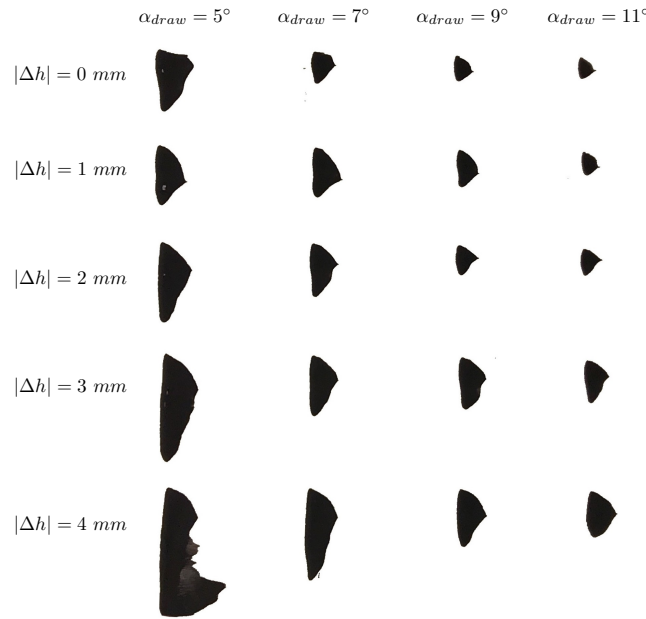 α_draw = 5° α_draw = 7° α_draw = 9° α_draw = 11°
|Δh| = 0 mm
|Δh| = 1 mm
|Δh| = 2 mm
|Δh| = 3 mm
|Δh| = 4 mm